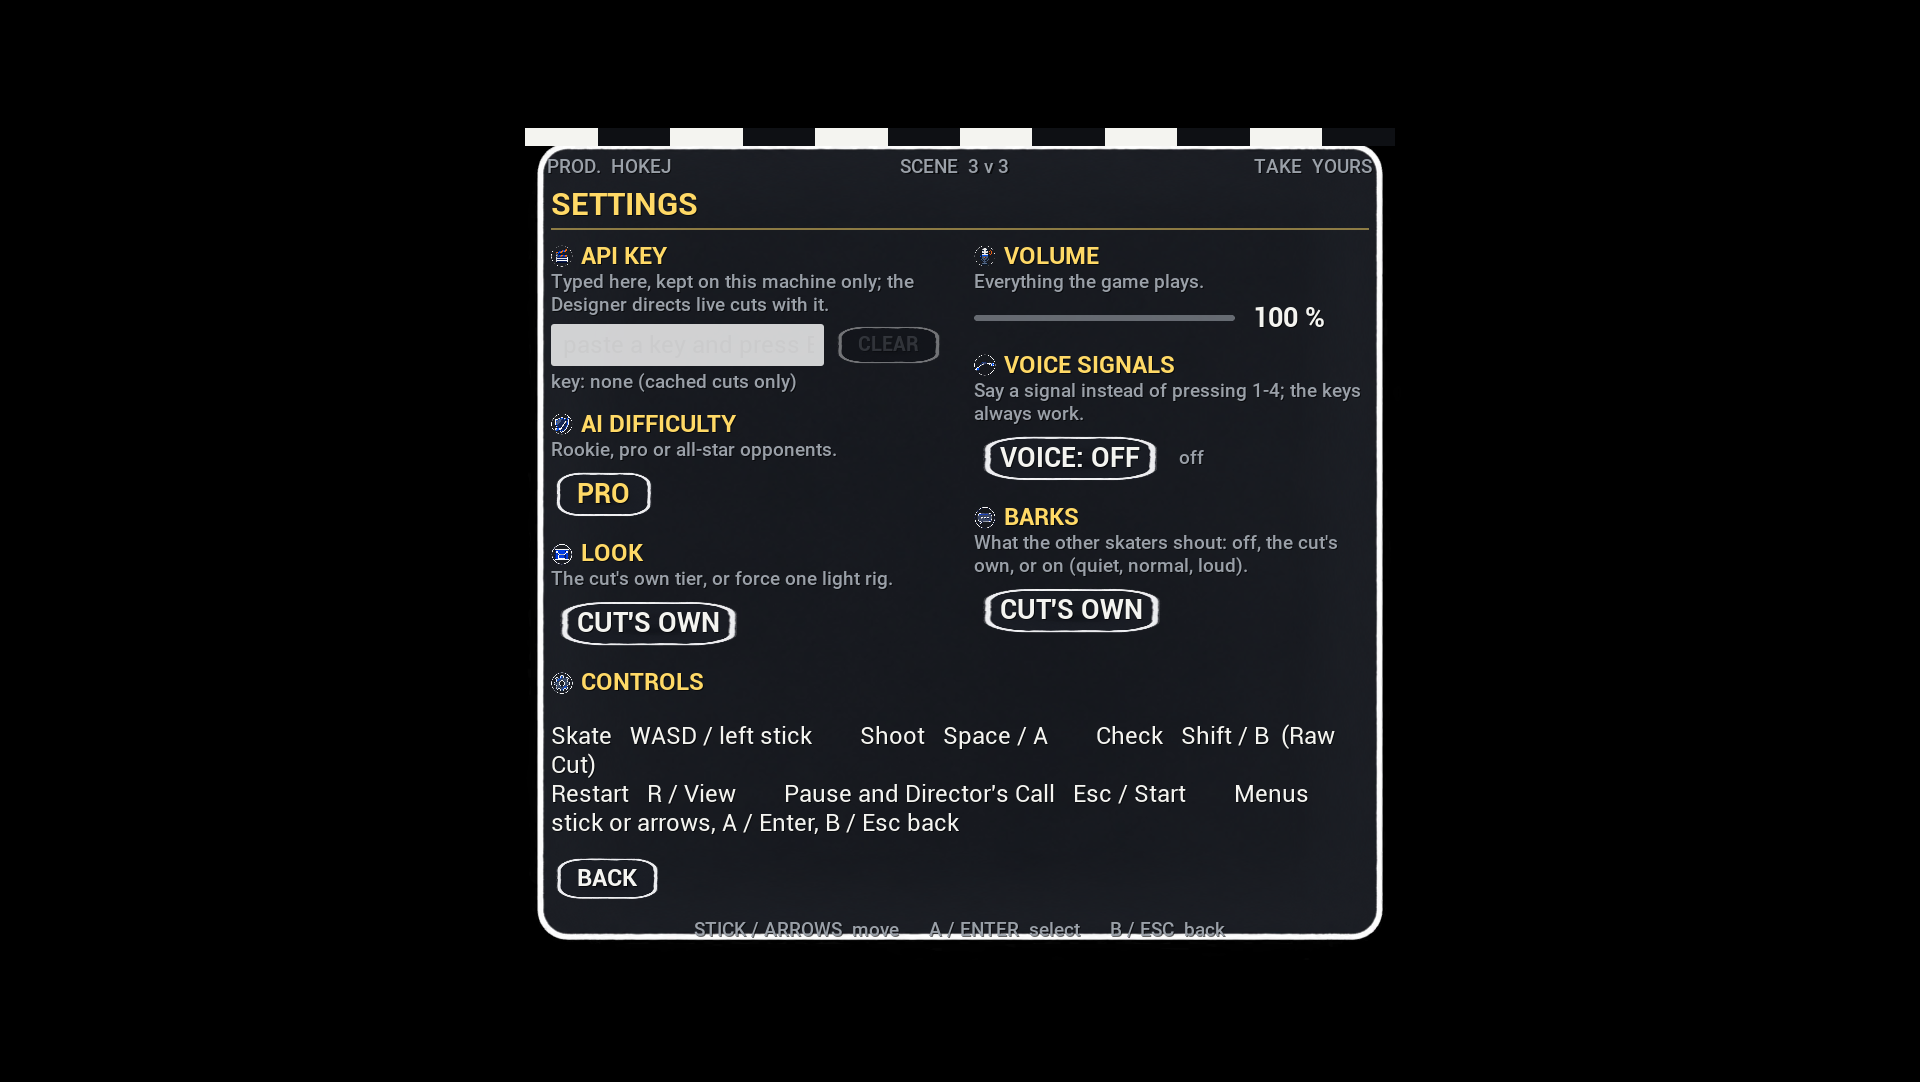 PROD. HOKEJ
SCENE 3 v 3
TAKE YOURS
SETTINGS
API KEY
Typed here, kept on this machine only; the
Designer directs live cuts with it.
paste a key and press E
CLEAR
key: none (cached cuts only)
AI DIFFICULTY
Rookie, pro or all-star opponents.
PRO
LOOK
The cut's own tier, or force one light rig.
CUT'S OWN
VOLUME
Everything the game plays.
100 %
VOICE SIGNALS
Say a signal instead of pressing 1-4; the keys
always work.
VOICE: OFF
off
BARKS
What the other skaters shout: off, the cut's
own, or on (quiet, normal, loud).
CUT'S OWN
CONTROLS
Skate WASD / left stick Shoot Space / A Check Shift / B (Raw
Cut)
Restart R / View Pause and Director's Call Esc / Start Menus
stick or arrows, A / Enter, B / Esc back
BACK
STICK / ARROWS move A / ENTER select B / ESC back